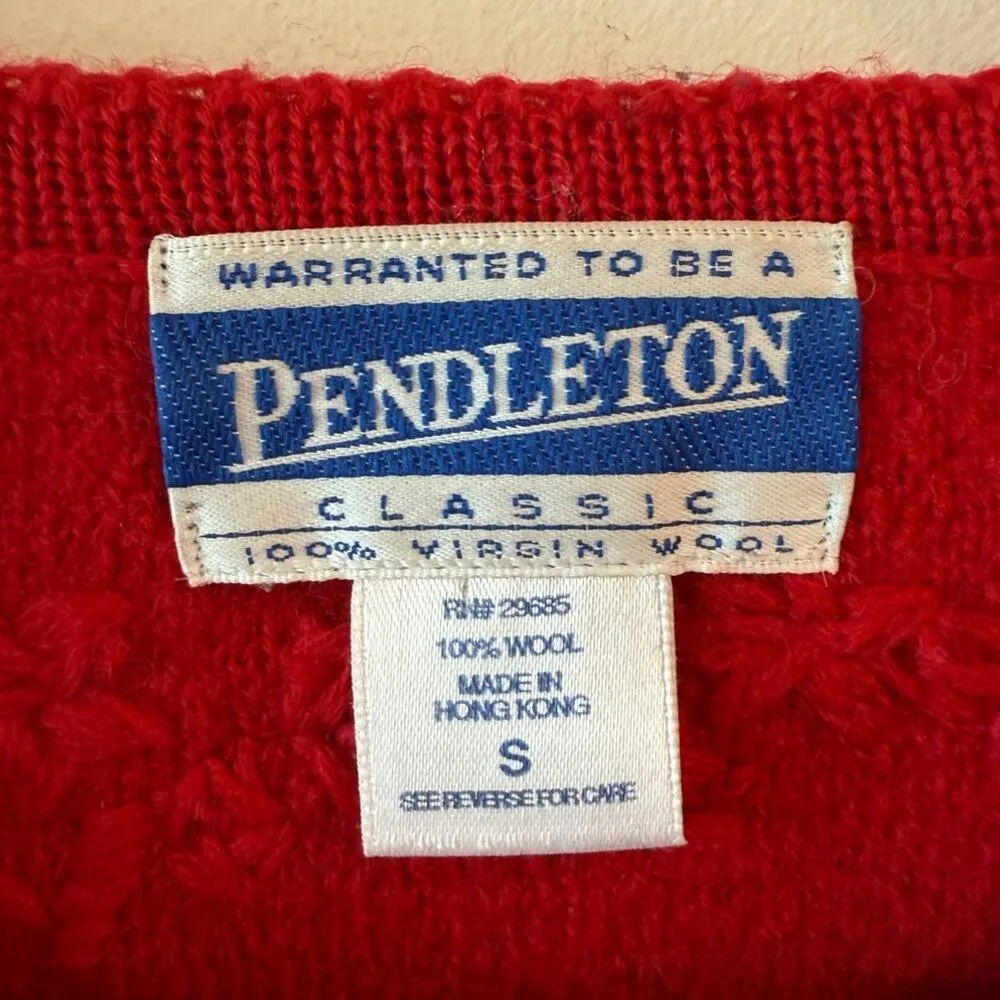 WARRANTED TO BE A
PENDLETON
CLASSIC
100% VIRGIN WOOL
RN# 29685
100% WOOL
MADE IN
HONG KONG
S
SEE REVERSE FOR CARE